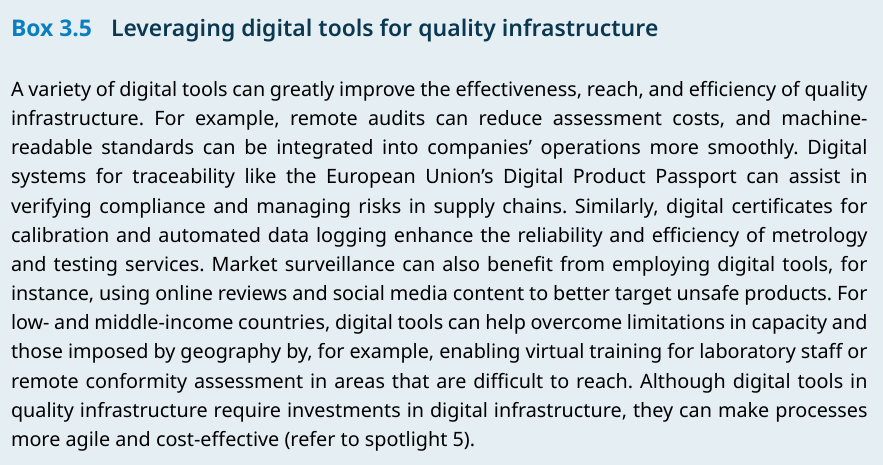 Box 3.5 Leveraging digital tools for quality infrastructure
A variety of digital tools can greatly improve the effectiveness, reach, and efficiency of quality
infrastructure. For example, remote audits can reduce assessment costs, and machine-
readable standards can be integrated into companies’ operations more smoothly. Digital
systems for traceability like the European Union’s Digital Product Passport can assist in
verifying compliance and managing risks in supply chains. Similarly, digital certificates for
calibration and automated data logging enhance the reliability and efficiency of metrology
and testing services. Market surveillance can also benefit from employing digital tools, for
instance, using online reviews and social media content to better target unsafe products. For
low- and middle-income countries, digital tools can help overcome limitations in capacity and
those imposed by geography by, for example, enabling virtual training for laboratory staff or
remote conformity assessment in areas that are difficult to reach. Although digital tools in
quality infrastructure require investments in digital infrastructure, they can make processes
more agile and cost-effective (refer to spotlight 5).